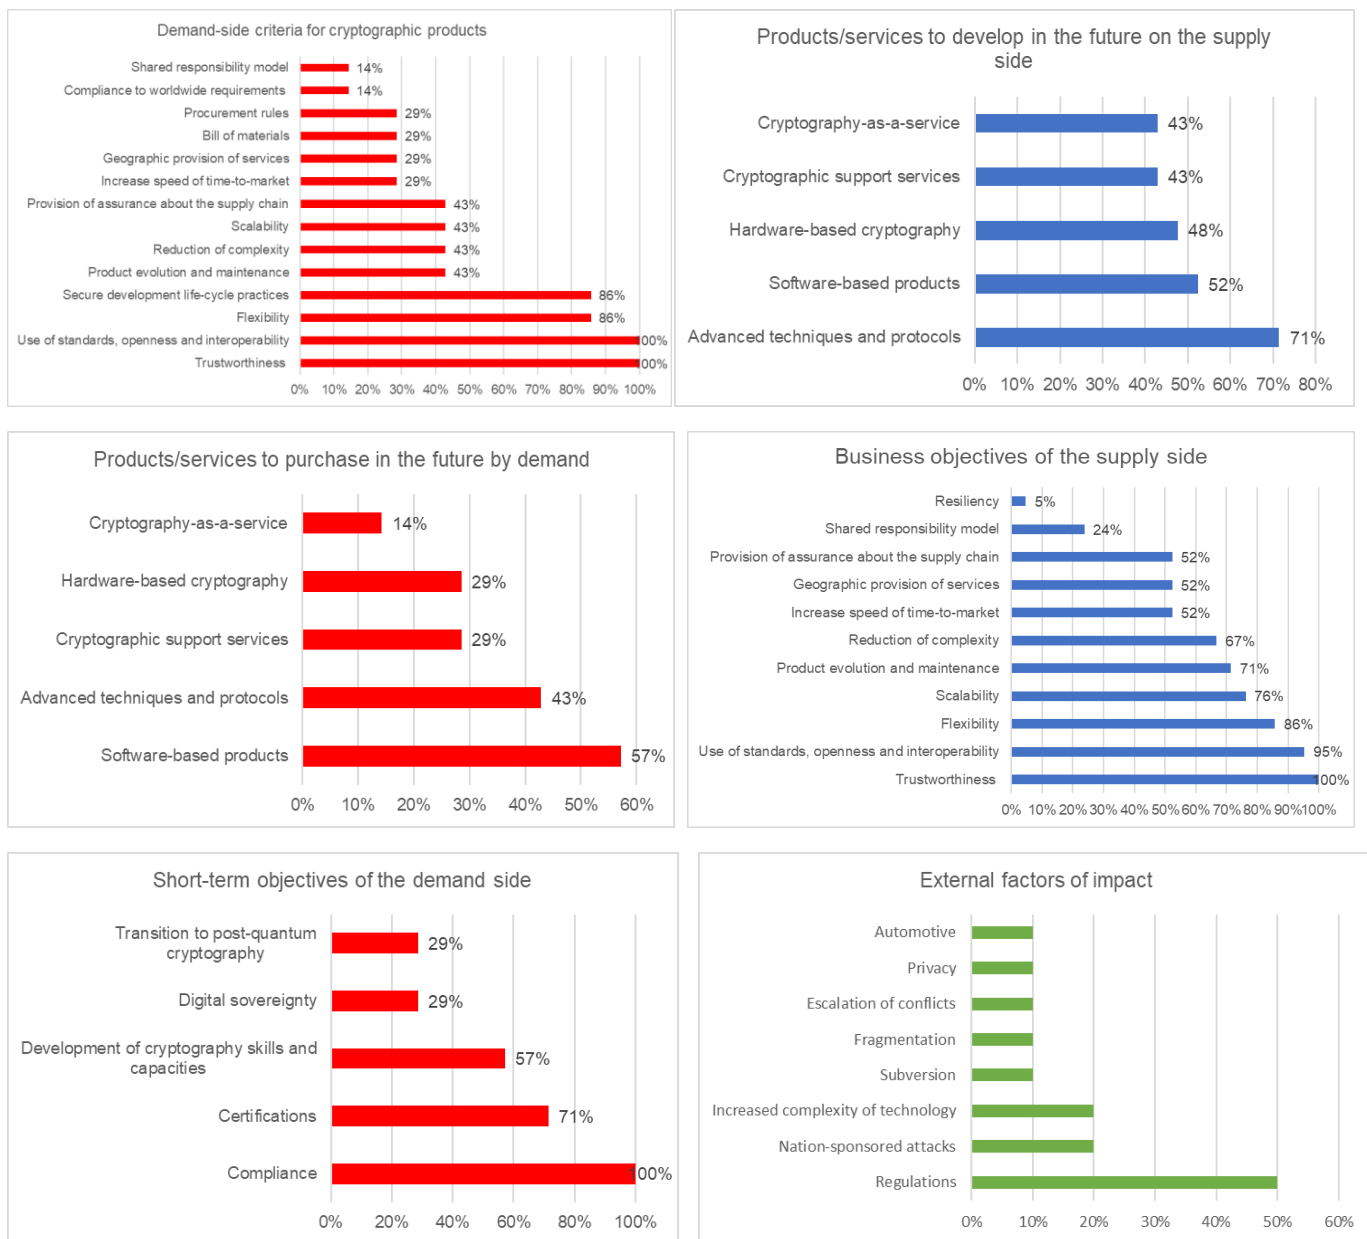 Demand-side criteria for cryptographic products
Shared responsibility model 14%
Compliance to worldwide requirements 14%
Procurement rules 29%
Bill of materials 29%
Geographic provision of services 29%
Increase speed of time-to-market 29%
Provision of assurance about the supply chain 43%
Scalability 43%
Reduction of complexity 43%
Product evolution and maintenance 43%
Secure development life-cycle practices 86%
Flexibility 86%
Use of standards, openness and interoperability 100%
Trustworthiness 100%
0% 10% 20% 30% 40% 50% 60% 70% 80% 90% 100%
Products/services to develop in the future on the supply
side
Cryptography-as-a-service 43%
Cryptographic support services 43%
Hardware-based cryptography 48%
Software-based products 52%
Advanced techniques and protocols 71%
0% 10% 20% 30% 40% 50% 60% 70% 80%
Products/services to purchase in the future by demand
Cryptography-as-a-service 14%
Hardware-based cryptography 29%
Cryptographic support services 29%
Advanced techniques and protocols 43%
Software-based products 57%
0% 10% 20% 30% 40% 50% 60%
Business objectives of the supply side
Resiliency 5%
Shared responsibility model 24%
Provision of assurance about the supply chain 52%
Geographic provision of services 52%
Increase speed of time-to-market 52%
Reduction of complexity 67%
Product evolution and maintenance 71%
Scalability 76%
Flexibility 86%
Use of standards, openness and interoperability 95%
Trustworthiness 100%
0% 10% 20% 30% 40% 50% 60% 70% 80% 90% 100%
Short-term objectives of the demand side
Transition to post-quantum
cryptography 29%
Digital sovereignty 29%
Development of cryptography skills and
capacities 57%
Certifications 71%
Compliance 100%
0% 20% 40% 60% 80% 100%
External factors of impact
Automotive
Privacy
Escalation of conflicts
Fragmentation
Subversion
Increased complexity of technology
Nation-sponsored attacks
Regulations
0% 10% 20% 30% 40% 50% 60%